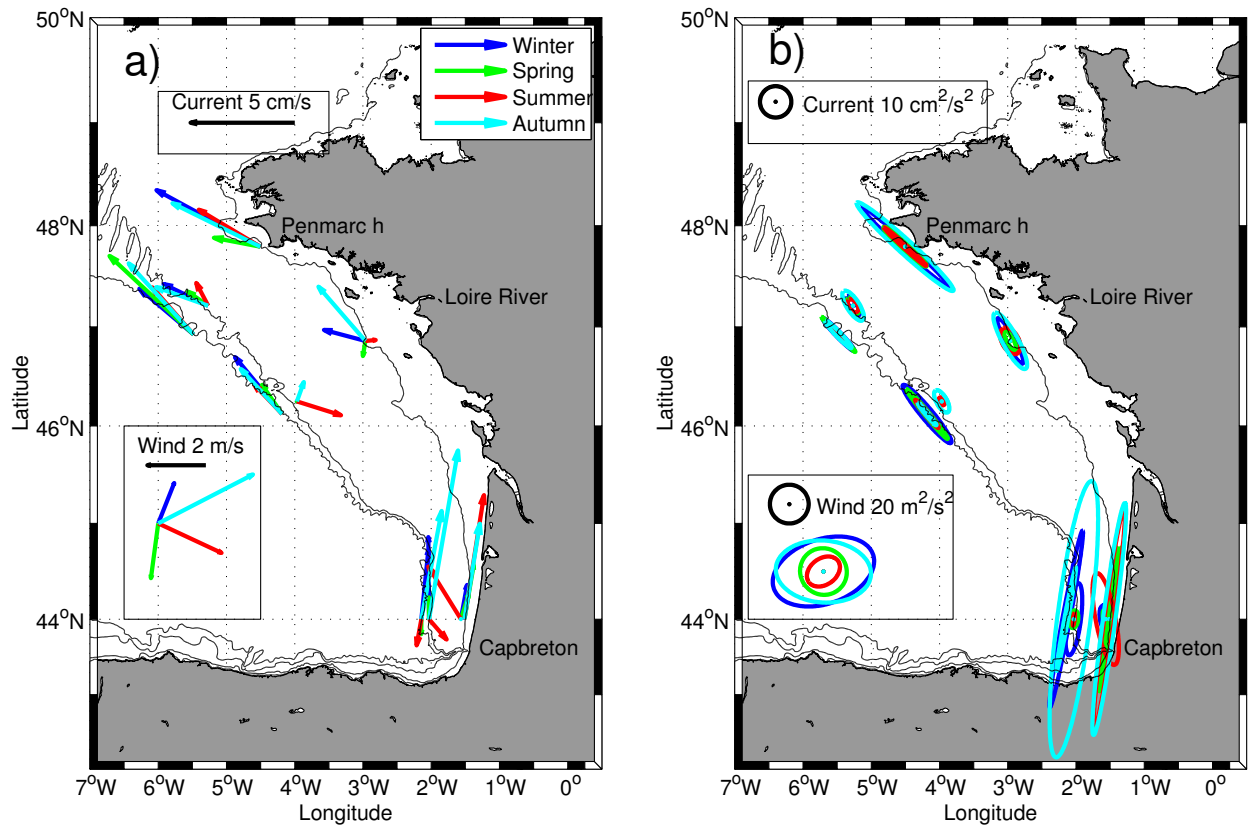 a)
Winter
Spring
Summer
Autumn
Current 5 cm/s
Penmarc h
Loire River
Wind 2 m/s
Capbreton
50°N
48°N
46°N
44°N
Latitude
7°W 6°W 5°W 4°W 3°W 2°W 1°W 0°
Longitude
b)
Current 10 cm²/s²
Penmarc h
Loire River
Wind 20 m²/s²
Capbreton
50°N
48°N
46°N
44°N
Latitude
7°W 6°W 5°W 4°W 3°W 2°W 1°W 0°
Longitude